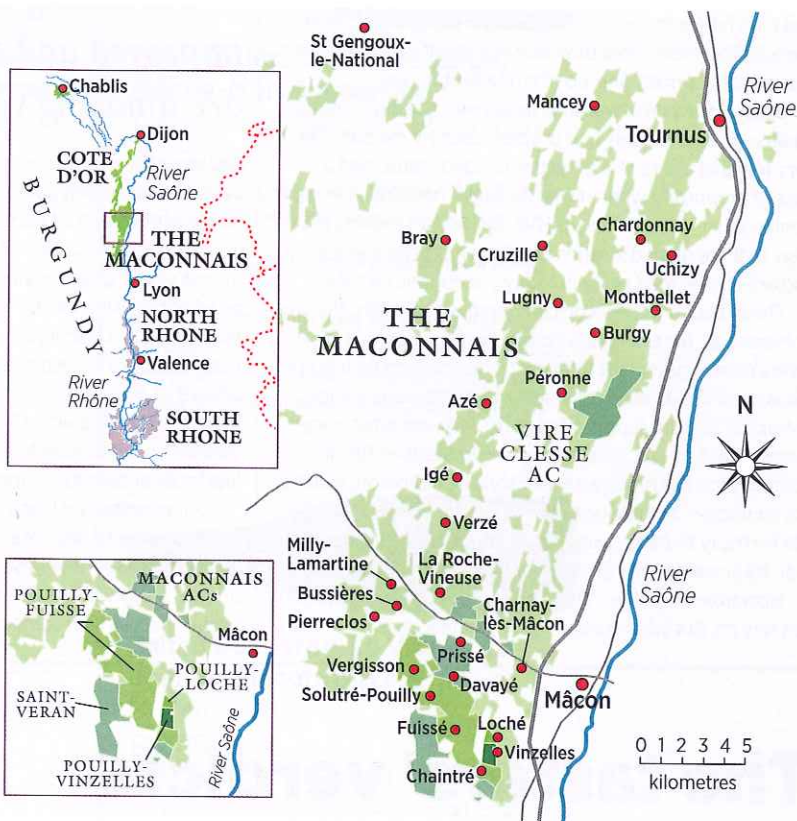 St Gengoux-
le-National
Mancey
Tournus
River
Saône
Bray
Cruzille
Chardonnay
Uchizy
Lugny
Montbellet
THE
MACONNAIS
Burgy
Péronne
Azé
VIRE
CLESSE
AC
N
Igé
Verzé
Milly-
Lamartine
La Roche-
Vineuse
Bussières
Charnay-
lès-Mâcon
Pierreclos
River
Saône
Prissé
Vergisson
Davayé
Solutré-Pouilly
Mâcon
Fuissé
Loché
Vinzelles
Chaintré
0 1 2 3 4 5
kilometres
Chablis
Dijon
COTE
D'OR
River
Saône
BURGUNDY
THE
MACONNAIS
Lyon
NORTH
RHONE
Valence
River
Rhône
SOUTH
RHONE
MACONNAIS
ACs
POUILLY-
FUISSE
Mâcon
POUILLY-
LOCHE
SAINT-
VERAN
POUILLY-
VINZELLES
River Saône